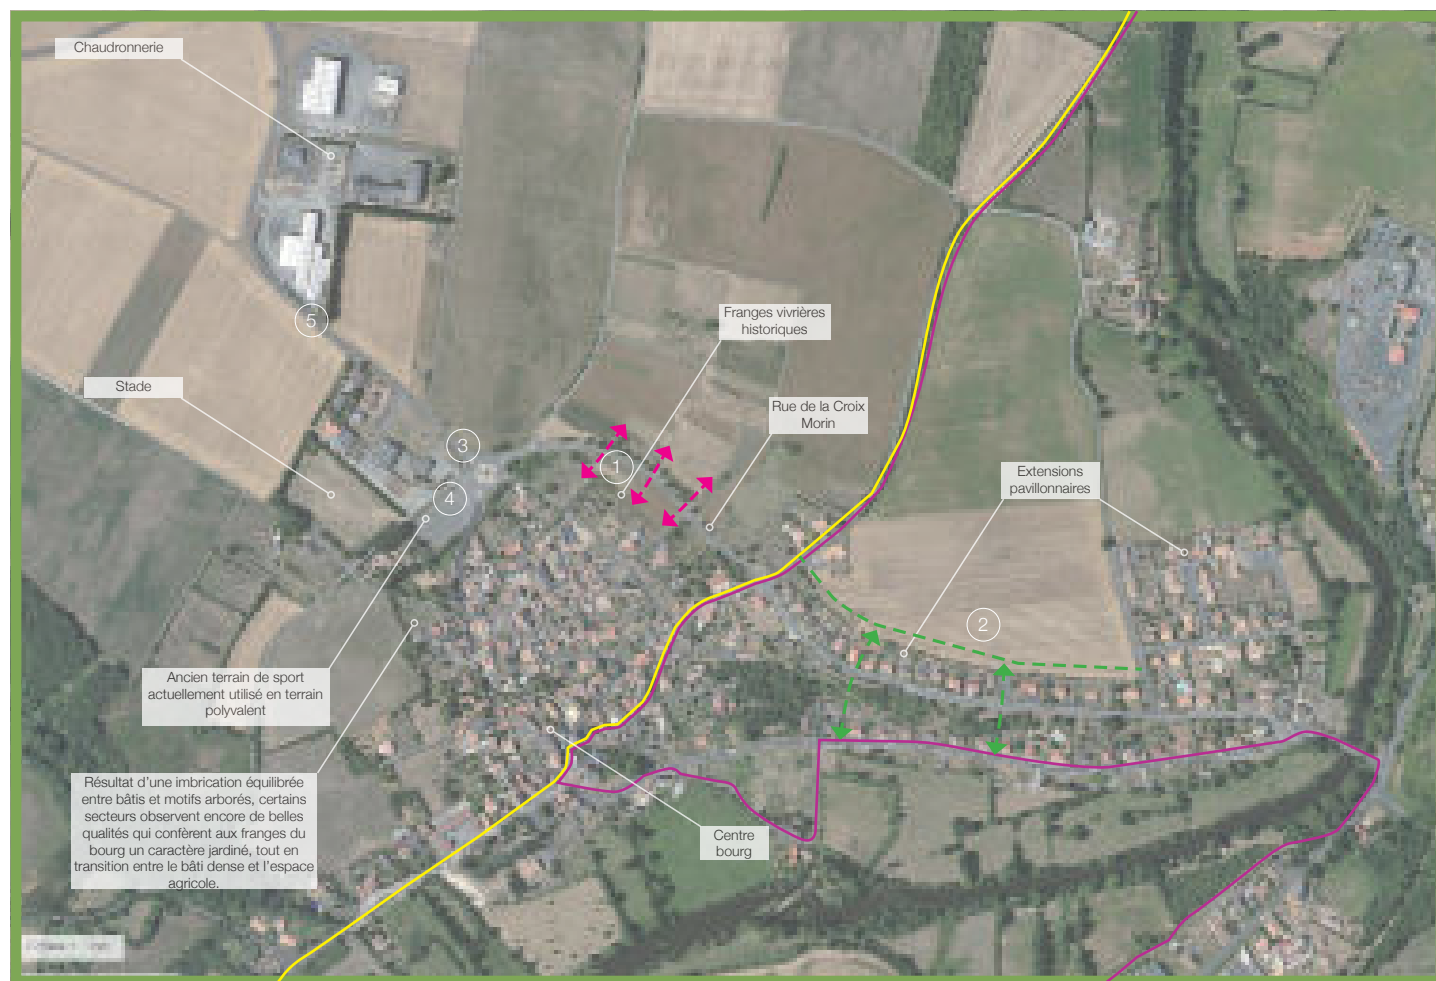 Chaudronnerie
Franges vivrières
historiques
5
Stade
Rue de la Croix
Morin
3
1
Extensions
pavillonnaires
4
2
Ancien terrain de sport
actuellement utilisé en terrain
polyvalent
Résultat d'une imbrication équilibrée
entre bâtis et motifs arborés, certains
secteurs observent encore de belles
qualités qui confèrent aux franges du
bourg un caractère jardiné, tout en
transition entre le bâti dense et l'espace
agricole.
Centre
bourg